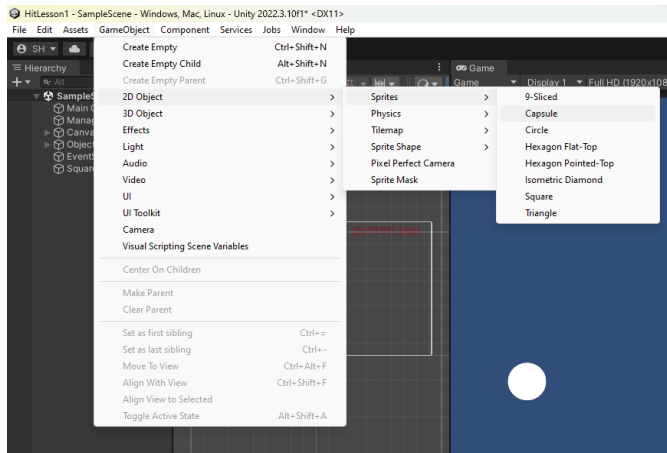 HitLesson1 - SampleScene - Windows, Mac, Linux - Unity 2022.3.10f1* <DX11>
File Edit Assets GameObject Component Services Jobs Window Help
SH
Hierarchy
All
SampleS
Main C
Manag
Canva
Object
EventS
Squar
Create Empty Ctrl+Shift+N
Create Empty Child Alt+Shift+N
Create Empty Parent Ctrl+Shift+G
2D Object
3D Object
Effects
Light
Audio
Video
UI
UI Toolkit
Camera
Visual Scripting Scene Variables
Center On Children
Make Parent
Clear Parent
Set as first sibling Ctrl+=
Set as last sibling Ctrl+-
Move To View Ctrl+Alt+F
Align With View Ctrl+Shift+F
Align View to Selected
Toggle Active State Alt+Shift+A
Sprites
Physics
Tilemap
Sprite Shape
Pixel Perfect Camera
Sprite Mask
Game
Game Display 1 Full HD (1920x108
9-Sliced
Capsule
Circle
Hexagon Flat-Top
Hexagon Pointed-Top
Isometric Diamond
Square
Triangle